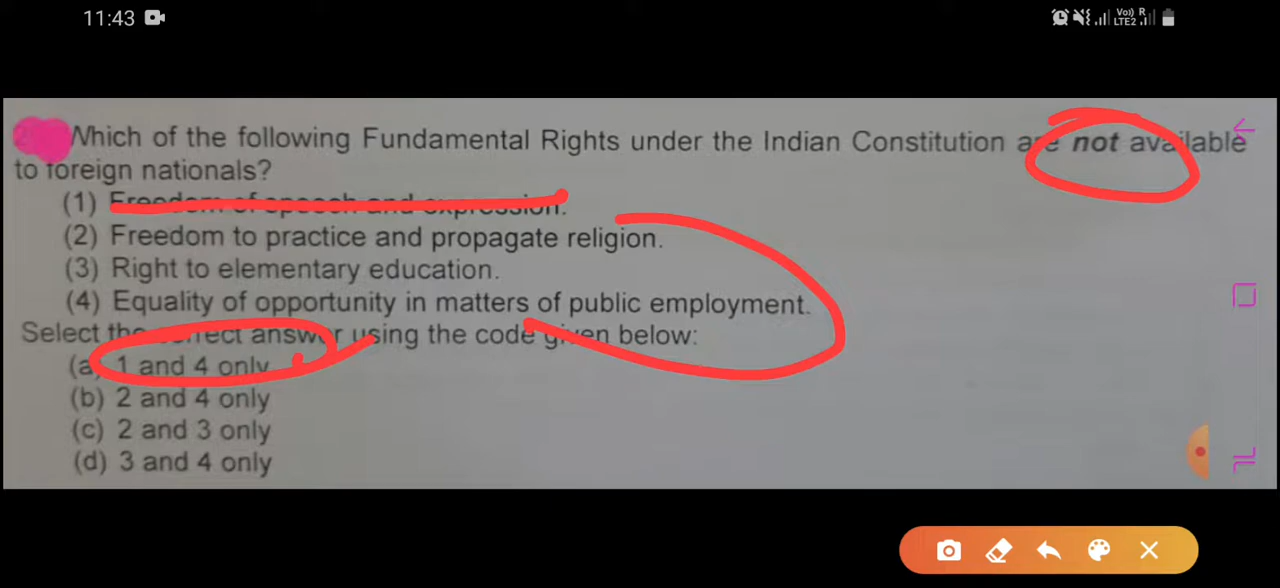 11:43
Vo)) R
LTE2
Which of the following Fundamental Rights under the Indian Constitution are not available
to foreign nationals?
(1) Freedom of speech and expression.
(2) Freedom to practice and propagate religion.
(3) Right to elementary education.
(4) Equality of opportunity in matters of public employment.
Select the correct answer using the code given below:
(a) 1 and 4 only
(b) 2 and 4 only
(c) 2 and 3 only
(d) 3 and 4 only